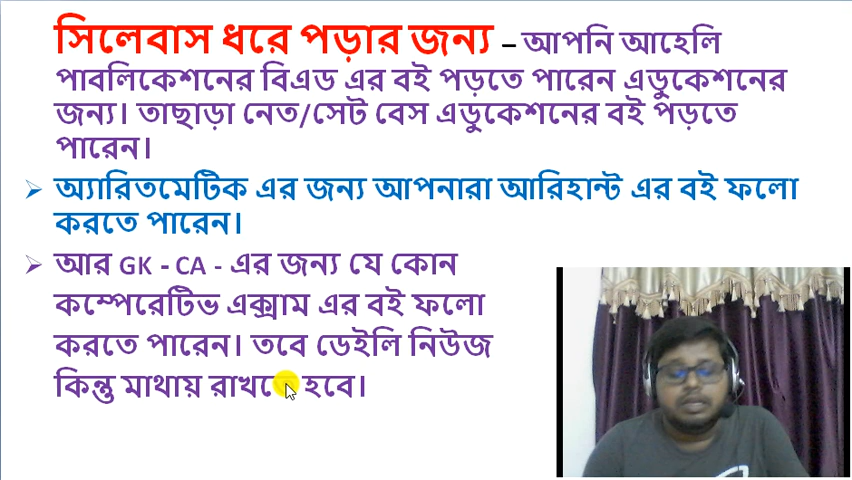 সিলেবাস ধরে পড়ার জন্য – আপনি আহেলি
পাবলিকেশনের বিএড এর বই পড়তে পারেন এডুকেশনের
জন্য। তাছাড়া নেত/সেট বেস এডুকেশনের বই পড়তে
পারেন।
➢ অ্যারিতমেটিক এর জন্য আপনারা আরিহান্ট এর বই ফলো
করতে পারেন।
➢ আর GK - CA - এর জন্য যে কোন
কম্পেরেটিভ এক্সাম এর বই ফলো
করতে পারেন। তবে ডেইলি নিউজ
কিন্তু মাথায় রাখতে হবে।